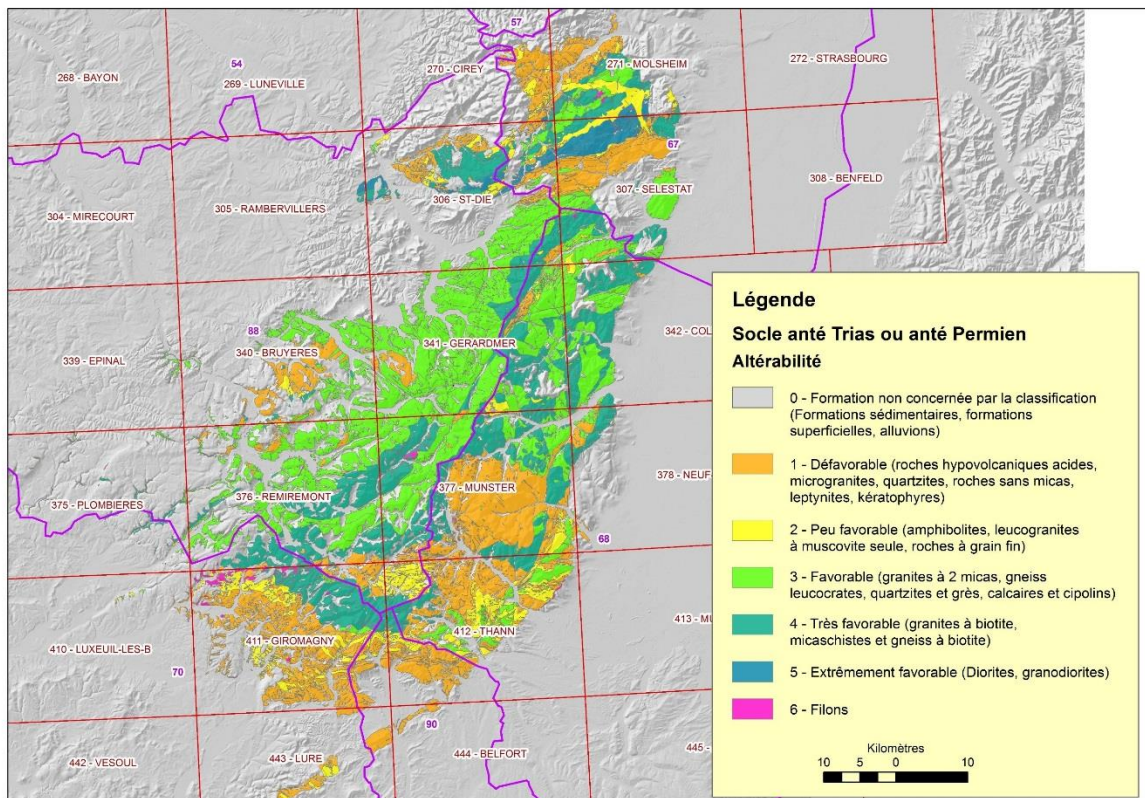 57
54
268 - BAYON
269 - LUNEVILLE
270 - CIREY
271 - MOLSHEIM
272 - STRASBOURG
67
304 - MIRECOURT
305 - RAMBERVILLERS
306 - ST-DIE
307 - SELESTAT
308 - BENFELD
88
339 - EPINAL
340 - BRUYERES
341 - GERARDMER
342 - COL
375 - PLOMBIERES
376 - REMIREMONT
377 - MUNSTER
378 - NEUF
68
410 - LUXEUIL-LES-B
411 - GIROMAGNY
412 - THANN
413 - MU
70
90
442 - VESOUL
443 - LURE
444 - BELFORT
445 -
Légende
Socle anté Trias ou anté Permien
Altérabilité
0 - Formation non concernée par la classification
(Formations sédimentaires, formations
superficielles, alluvions)
1 - Défavorable (roches hypovolcaniques acides,
microgranites, quartzites, roches sans micas,
leptynites, kératophyres)
2 - Peu favorable (amphibolites, leucogranites
à muscovite seule, roches à grain fin)
3 - Favorable (granites à 2 micas, gneiss
leucocrates, quartzites et grès, calcaires et cipolins)
4 - Très favorable (granites à biotite,
micaschistes et gneiss à biotite)
5 - Extrêmement favorable (Diorites, granodiorites)
6 - Filons
Kilomètres
10 5 0 10